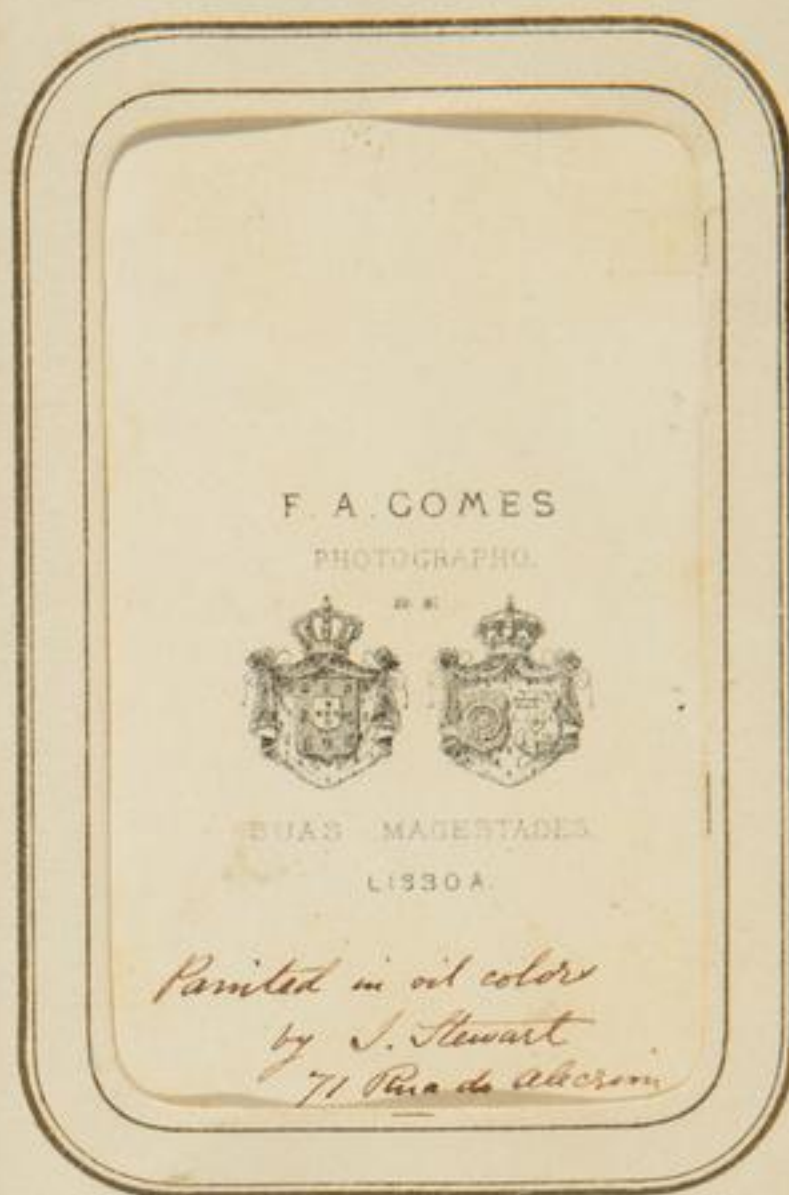 F. A. GOMES
PHOTOGRAPHO.
DE
SUAS MAGESTADES
LISBOA.
Painted in oil colors
by J. Stewart
71 Rua do Alecrim